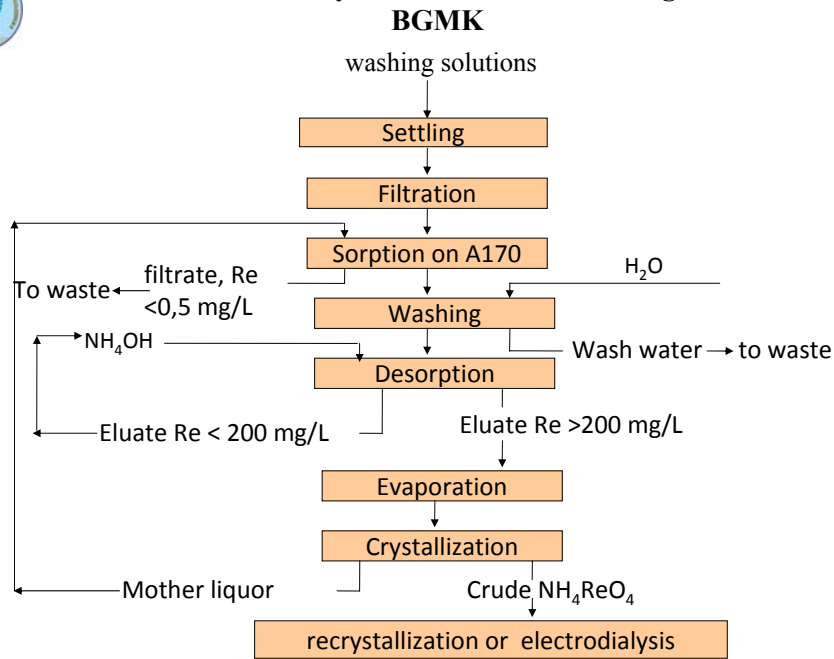 BGMK
washing solutions
Settling
Filtration
Sorption on A170
H₂O
filtrate, Re
To waste
<0,5 mg/L
Washing
NH₄OH
Wash water
to waste
Desorption
Eluate Re < 200 mg/L
Eluate Re >200 mg/L
Evaporation
Crystallization
Mother liquor
Crude NH₄ReO₄
recrystallization or electrodialysis